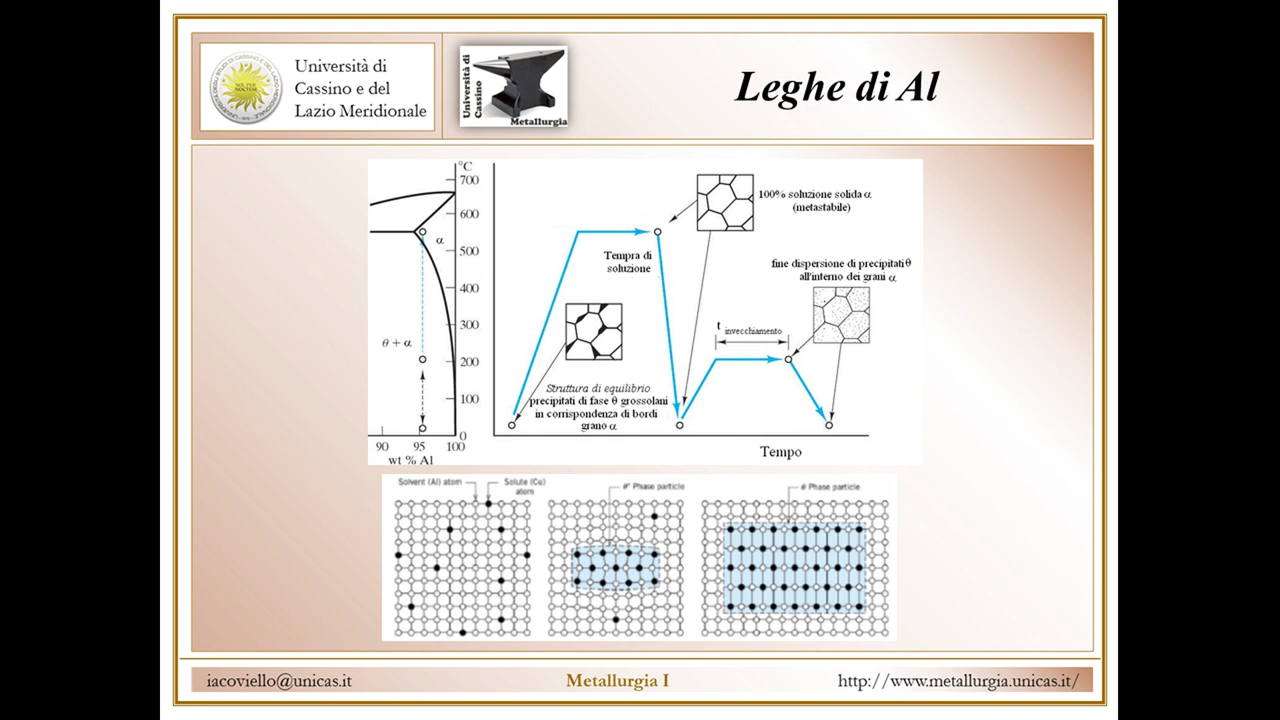 Università di
Cassino e del
Lazio Meridionale
Università di
Cassino
Metallurgia
Leghe di Al
°C
700
600
500
400
300
200
100
0
α
θ + α
90
95
100
wt % Al
100% soluzione solida α
(metastabile)
Tempra di
soluzione
fine dispersione di precipitati θ
all'interno dei grani α
t invecchiamento
Struttura di equilibrio
precipitati di fase θ grossolani
in corrispondenza di bordi
grano α
Tempo
Solvent (Al) atom
Solute (Cu)
atom
θ" Phase particle
θ Phase particle
iacoviello@unicas.it
Metallurgia I
http://www.metallurgia.unicas.it/